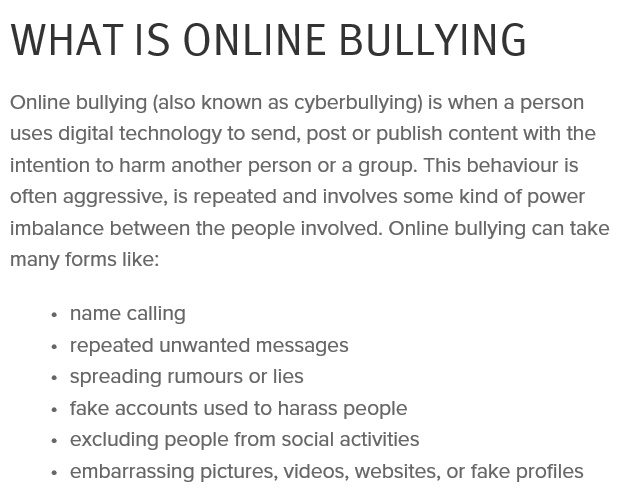 WHAT IS ONLINE BULLYING
Online bullying (also known as cyberbullying) is when a person
uses digital technology to send, post or publish content with the
intention to harm another person or a group. This behaviour is
often aggressive, is repeated and involves some kind of power
imbalance between the people involved. Online bullying can take
many forms like:
• name calling
• repeated unwanted messages
• spreading rumours or lies
• fake accounts used to harass people
• excluding people from social activities
• embarrassing pictures, videos, websites, or fake profiles